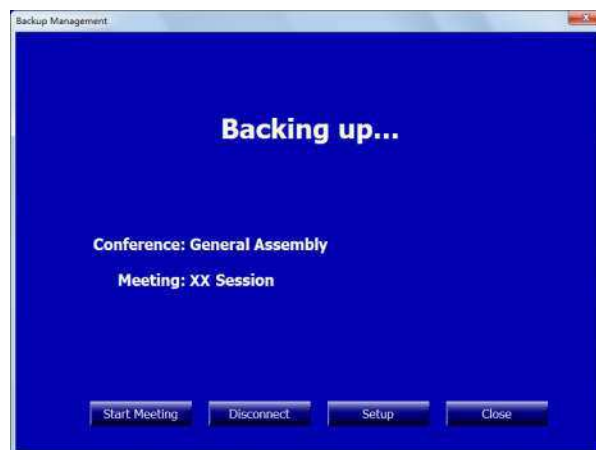 Backup Management
Backing up...
Conference: General Assembly
Meeting: XX Session
Start Meeting Disconnect Setup Close